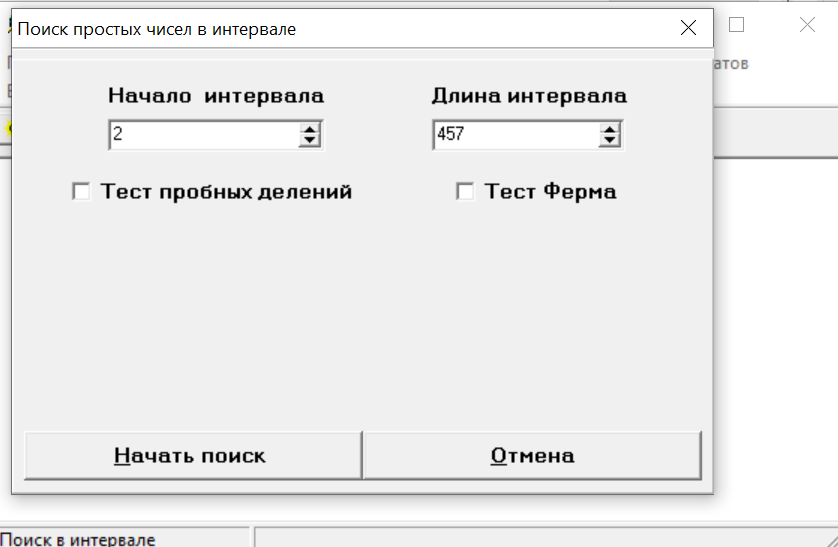 Поиск простых чисел в интервале
атов
Начало интервала Длина интервала
2 457
Тест пробных делений Тест Ферма
Начать поиск Отмена
Поиск в интервале